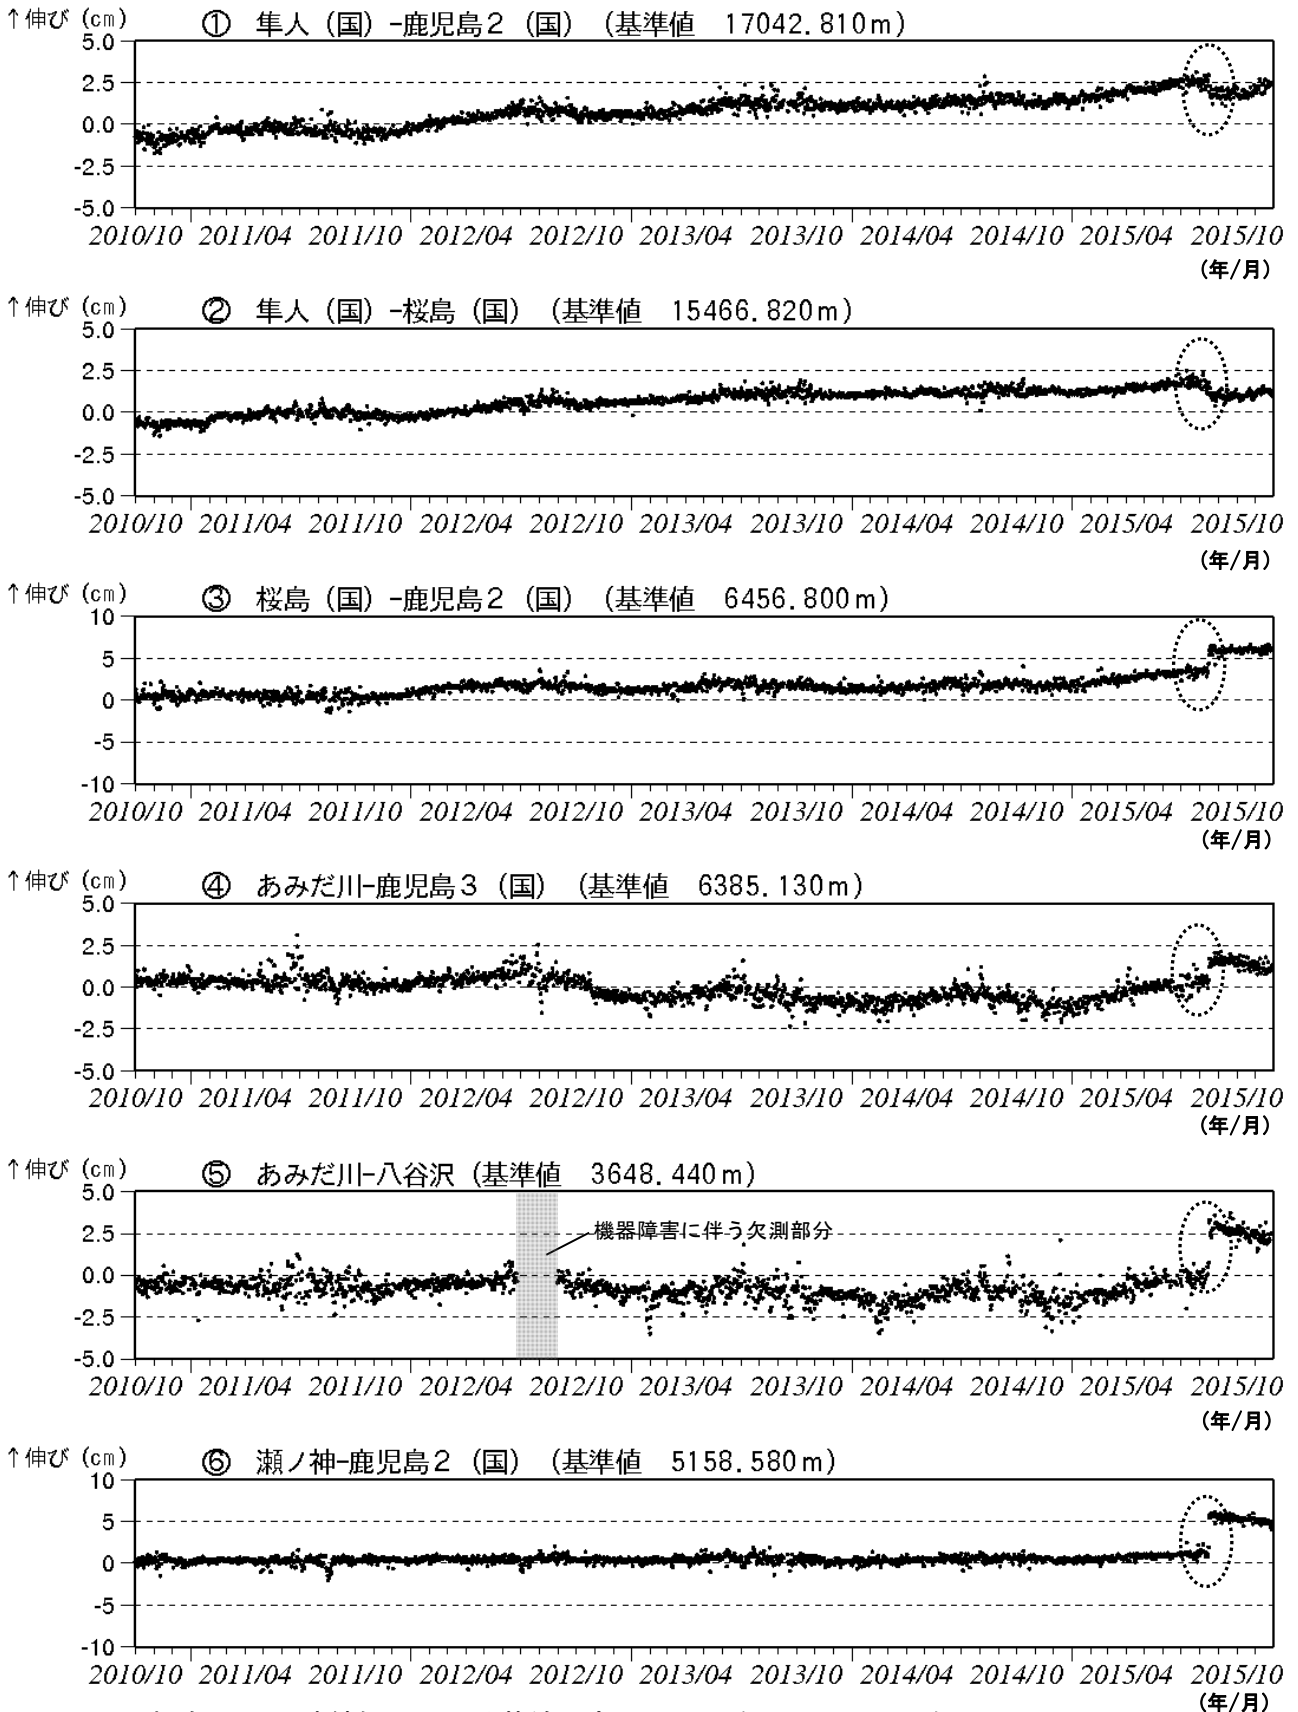 ↑伸び (cm) ① 隼人（国）-鹿児島２（国）（基準値 17042.810m）
5.0
2.5
0.0
-2.5
-5.0
2010/10 2011/04 2011/10 2012/04 2012/10 2013/04 2013/10 2014/04 2014/10 2015/04 2015/10
(年/月)
↑伸び (cm) ② 隼人（国）-桜島（国）（基準値 15466.820m）
5.0
2.5
0.0
-2.5
-5.0
2010/10 2011/04 2011/10 2012/04 2012/10 2013/04 2013/10 2014/04 2014/10 2015/04 2015/10
(年/月)
↑伸び (cm) ③ 桜島（国）-鹿児島２（国）（基準値 6456.800m）
10
5
0
-5
-10
2010/10 2011/04 2011/10 2012/04 2012/10 2013/04 2013/10 2014/04 2014/10 2015/04 2015/10
(年/月)
↑伸び (cm) ④ あみだ川-鹿児島３（国）（基準値 6385.130m）
5.0
2.5
0.0
-2.5
-5.0
2010/10 2011/04 2011/10 2012/04 2012/10 2013/04 2013/10 2014/04 2014/10 2015/04 2015/10
(年/月)
↑伸び (cm) ⑤ あみだ川-八谷沢（基準値 3648.440m）
5.0
2.5
機器障害に伴う欠測部分
0.0
-2.5
-5.0
2010/10 2011/04 2011/10 2012/04 2012/10 2013/04 2013/10 2014/04 2014/10 2015/04 2015/10
(年/月)
↑伸び (cm) ⑥ 瀬ノ神-鹿児島２（国）（基準値 5158.580m）
10
5
0
-5
-10
2010/10 2011/04 2011/10 2012/04 2012/10 2013/04 2013/10 2014/04 2014/10 2015/04 2015/10
(年/月)